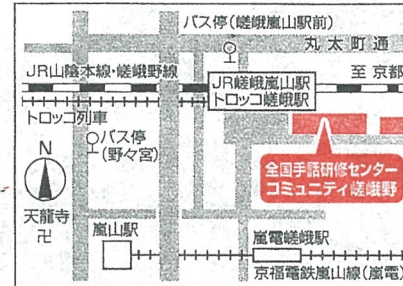 バス停(嵯峨嵐山駅前)
丸太町通
JR山陰本線・嵯峨野線
JR嵯峨嵐山駅
トロッコ嵯峨駅
至 京都
トロッコ列車
バス停
(野々宮)
全国手話研修センター
コミュニティ嵯峨野
N
天龍寺
卍
嵐山駅
嵐電嵯峨駅
京福電鉄嵐山線(嵐電)